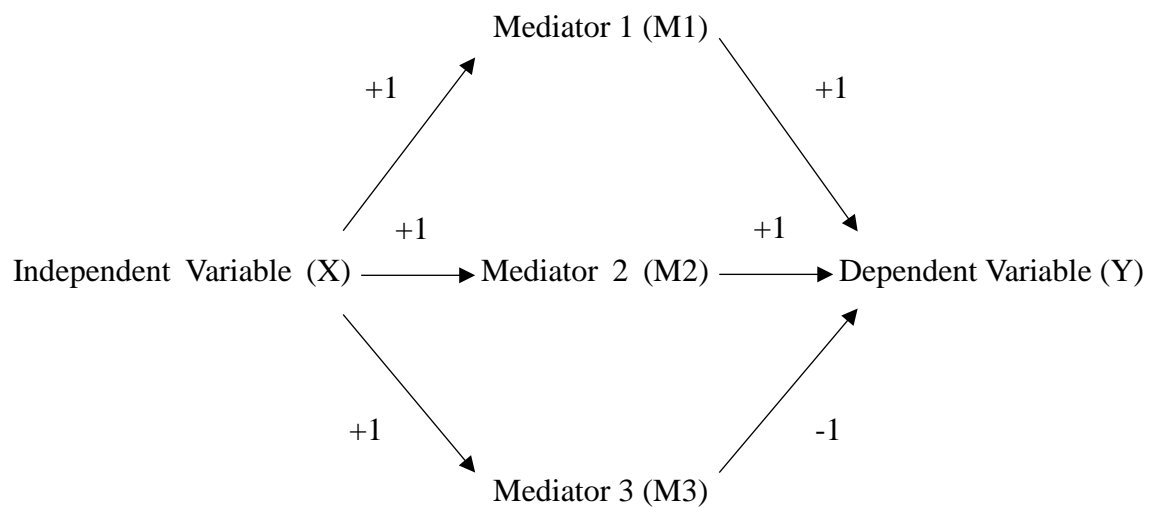 Mediator 1 (M1)
+1
+1
+1
+1
Independent Variable (X)
Mediator 2 (M2)
Dependent Variable (Y)
+1
-1
Mediator 3 (M3)